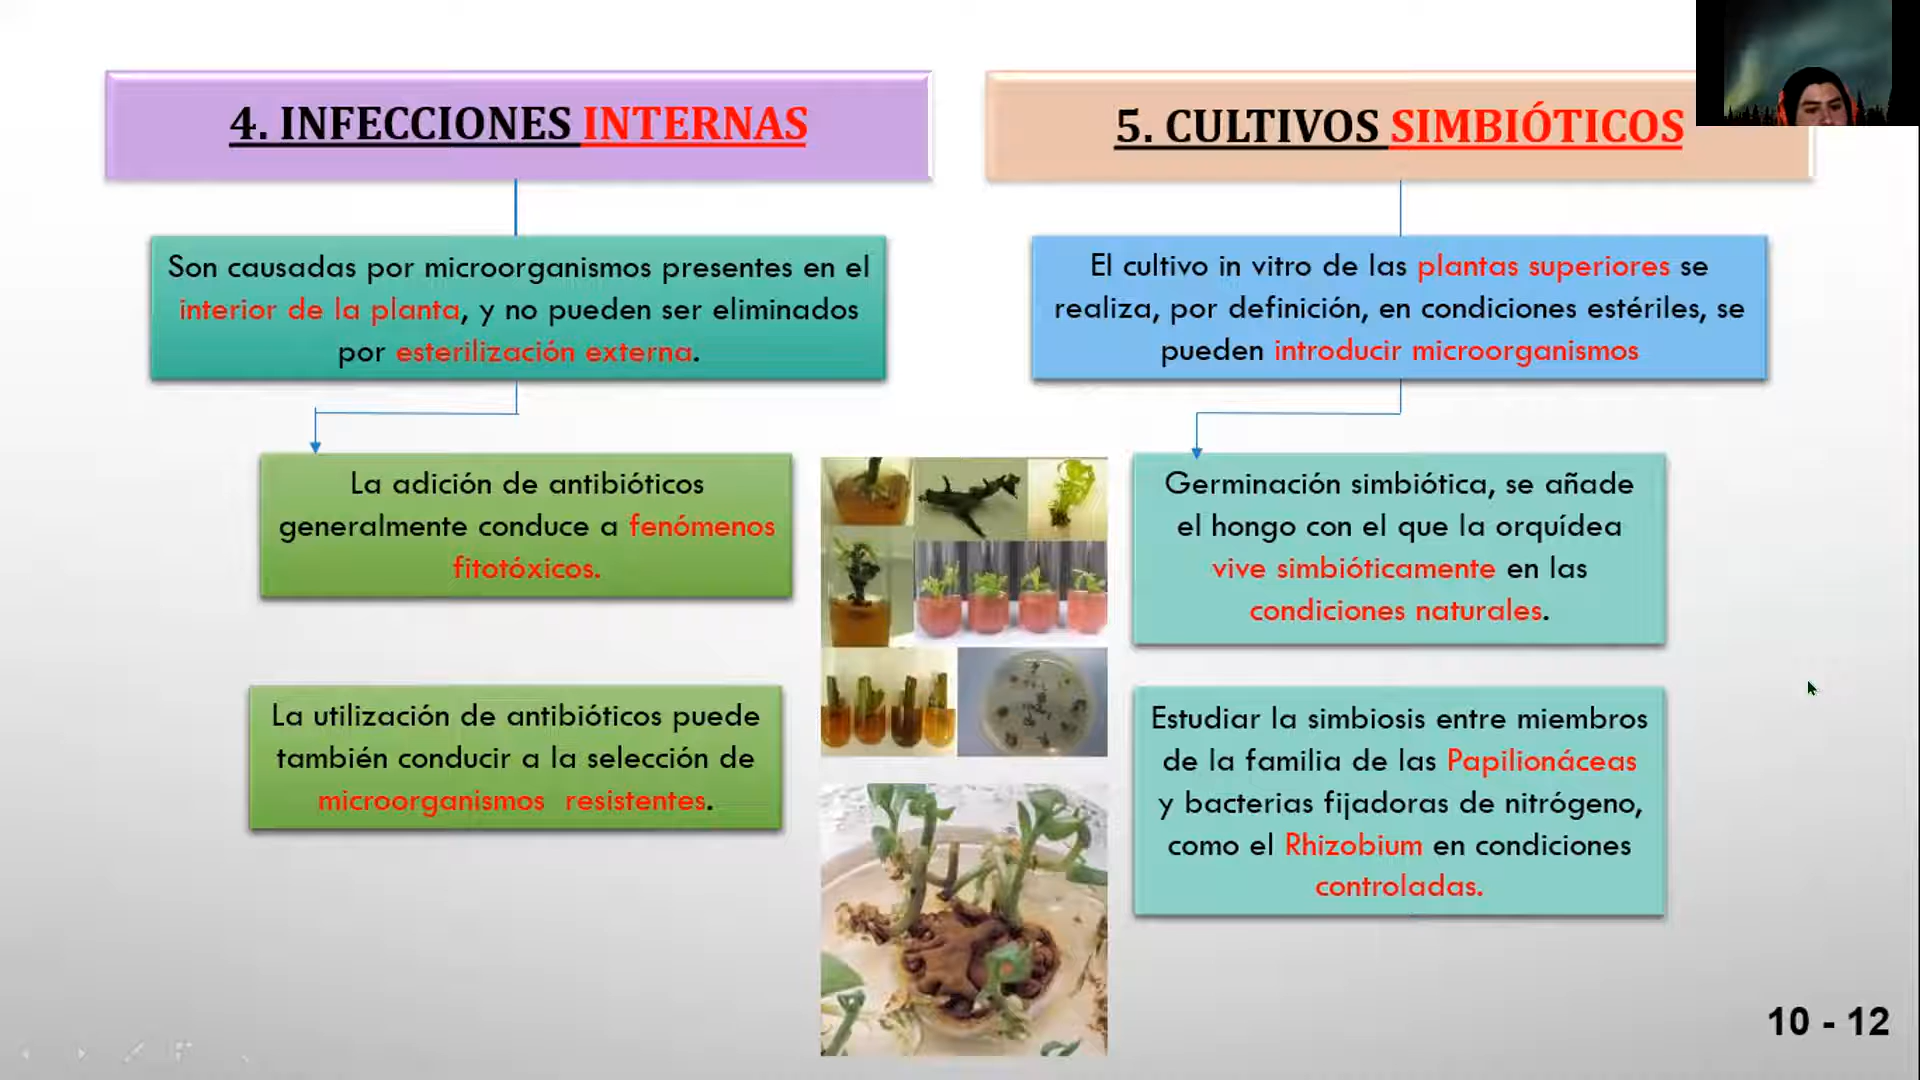 4. INFECCIONES INTERNAS
Son causadas por microorganismos presentes en el
interior de la planta, y no pueden ser eliminados
por esterilización externa.
La adición de antibióticos
generalmente conduce a fenómenos
fitotóxicos.
La utilización de antibióticos puede
también conducir a la selección de
microorganismos  resistentes.
5. CULTIVOS SIMBIÓTICOS
El cultivo in vitro de las plantas superiores se
realiza, por definición, en condiciones estériles, se
pueden introducir microorganismos
Germinación simbiótica, se añade
el hongo con el que la orquídea
vive simbióticamente en las
condiciones naturales.
Estudiar la simbiosis entre miembros
de la familia de las Papilionáceas
y bacterias fijadoras de nitrógeno,
como el Rhizobium en condiciones
controladas.
10 - 12